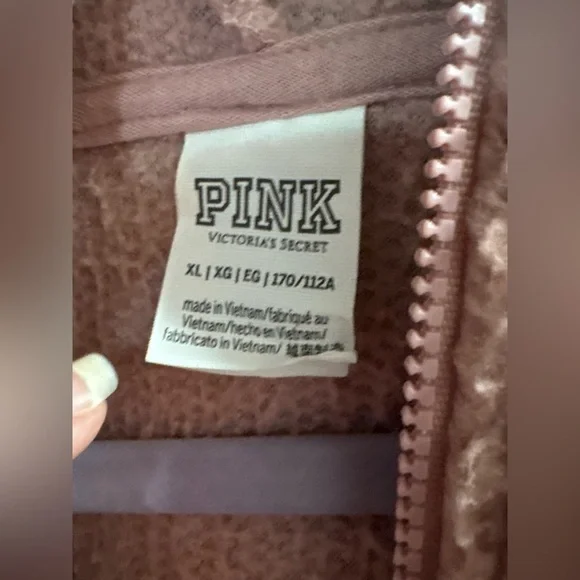 PINK
VICTORIA'S SECRET
XL | XG | EG | 170/112A
made in Vietnam/fabriqué au
Vietnam/hecho en Vietnam/
fabbricato in Vietnam/